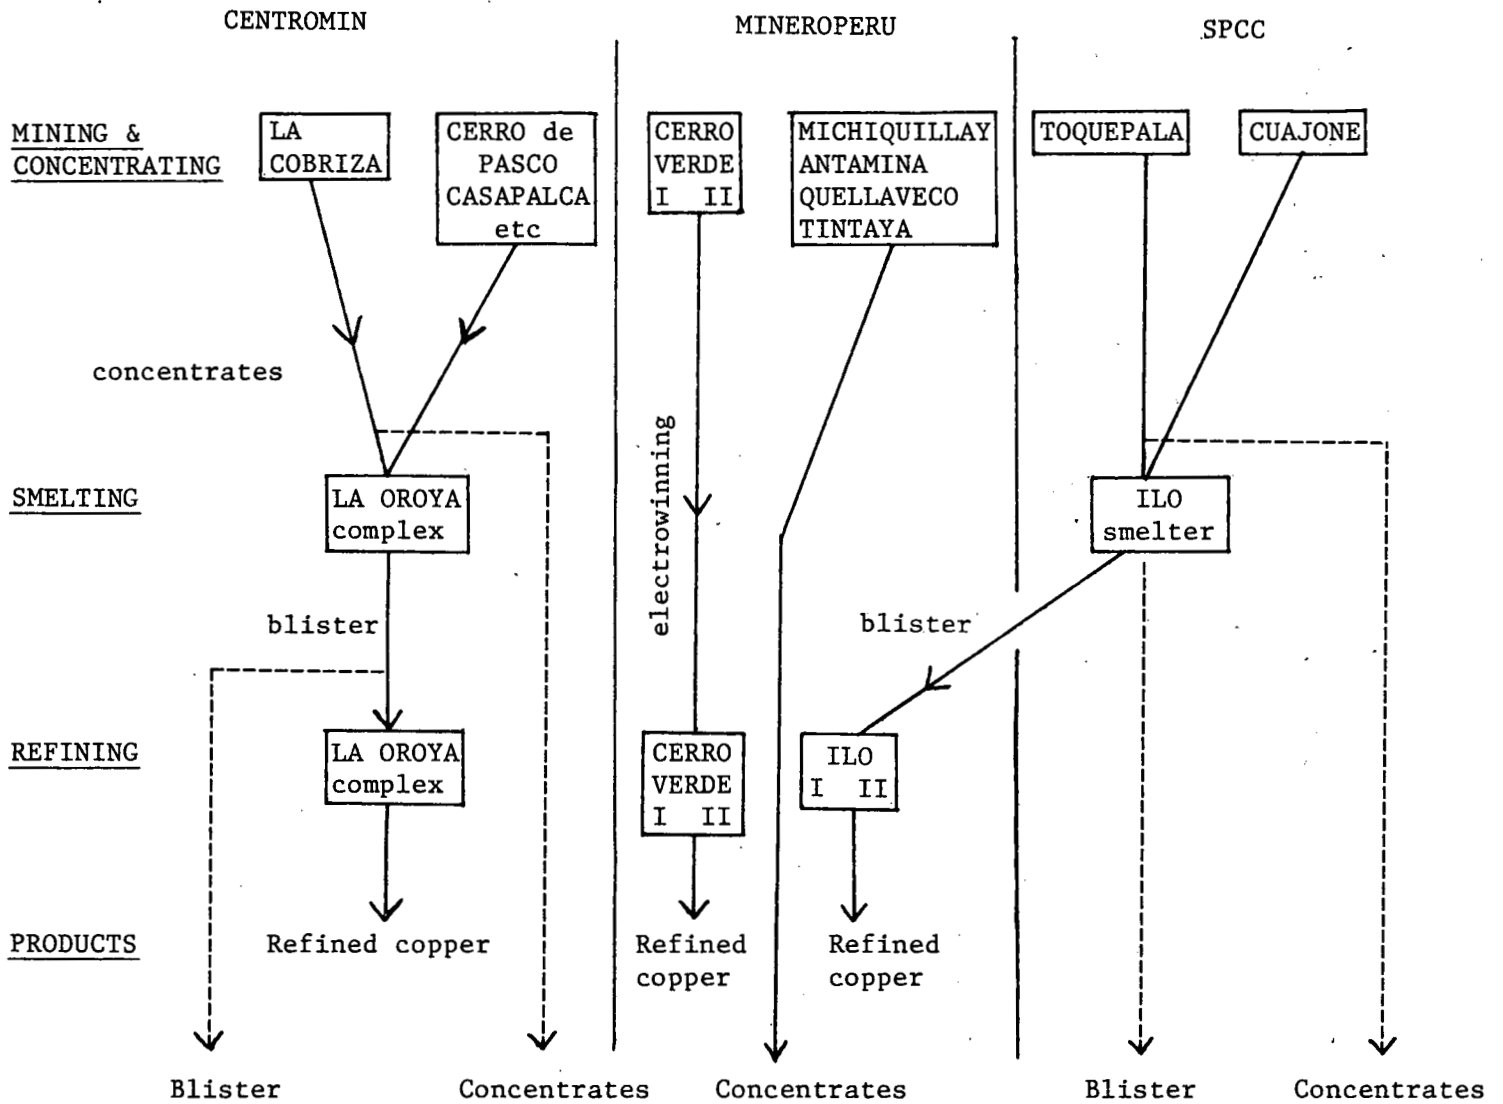 CENTROMIN
MINEROPERU
SPCC
MINING &
CONCENTRATING
LA
COBRIZA
CERRO de
PASCO
CASAPALCA
etc
CERRO
VERDE
I II
MICHIQUILLAY
ANTAMINA
QUELLAVECO
TINTAYA
TOQUEPALA
CUAJONE
concentrates
electrowinning
SMELTING
LA OROYA
complex
ILO
smelter
blister
blister
REFINING
LA OROYA
complex
CERRO
VERDE
I II
ILO
I II
PRODUCTS
Refined copper
Refined
copper
Refined
copper
Blister
Concentrates
Concentrates
Blister
Concentrates